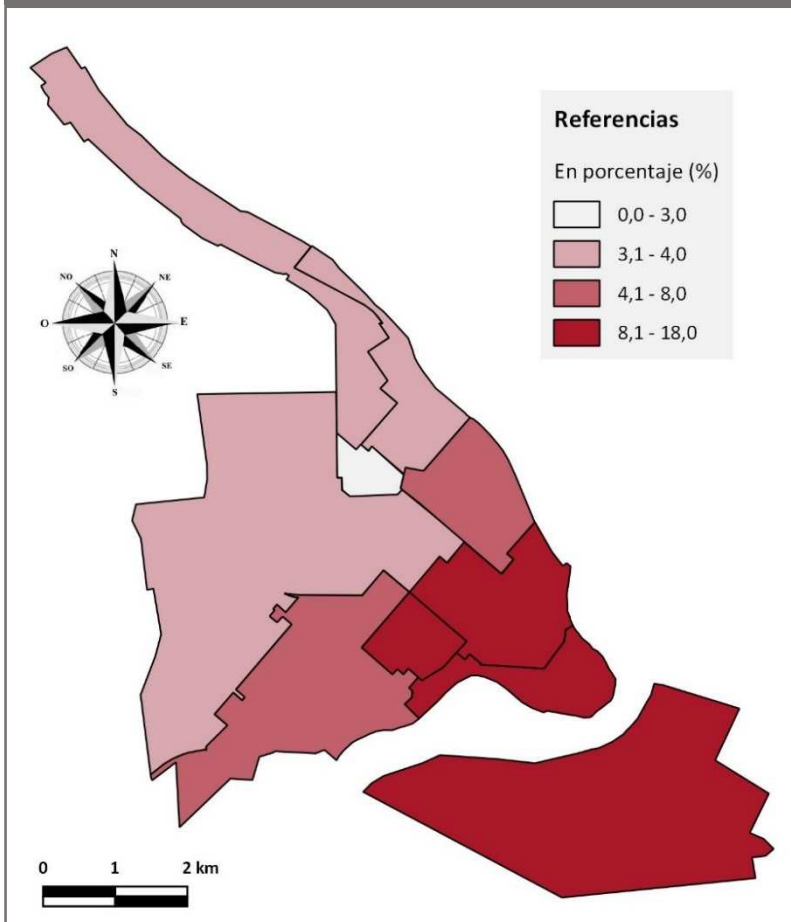 Referencias
En porcentaje (%)
0,0 - 3,0
3,1 - 4,0
4,1 - 8,0
8,1 - 18,0
N
NO
NE
O
E
SO
SE
S
0 1 2 km